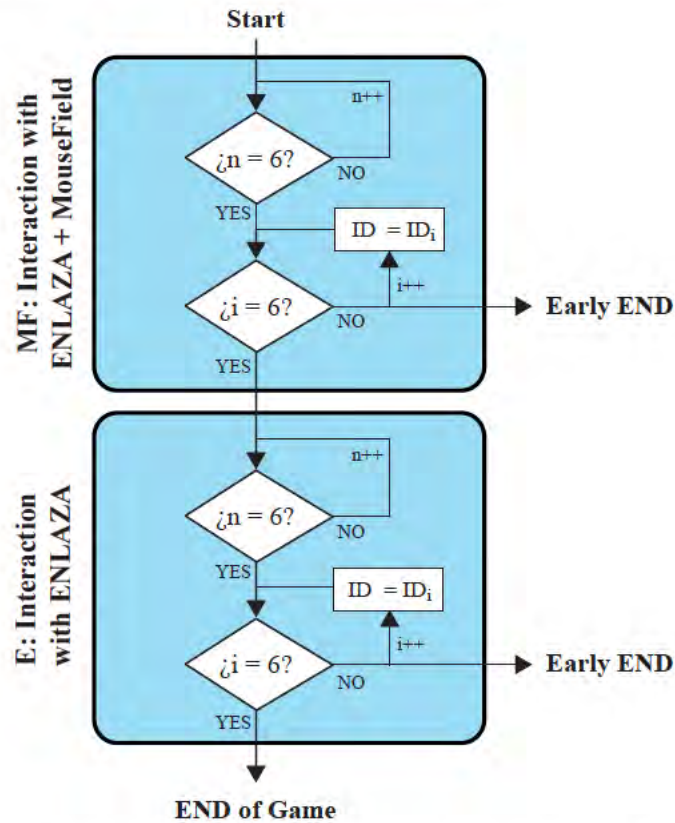 Start
MF: Interaction with
ENLAZA + MouseField
n++
¿n = 6?
NO
YES
ID = IDi
i++
¿i = 6?
NO
Early END
YES
E: Interaction
with ENLAZA
n++
¿n = 6?
NO
YES
ID = IDi
i++
¿i = 6?
NO
Early END
YES
END of Game